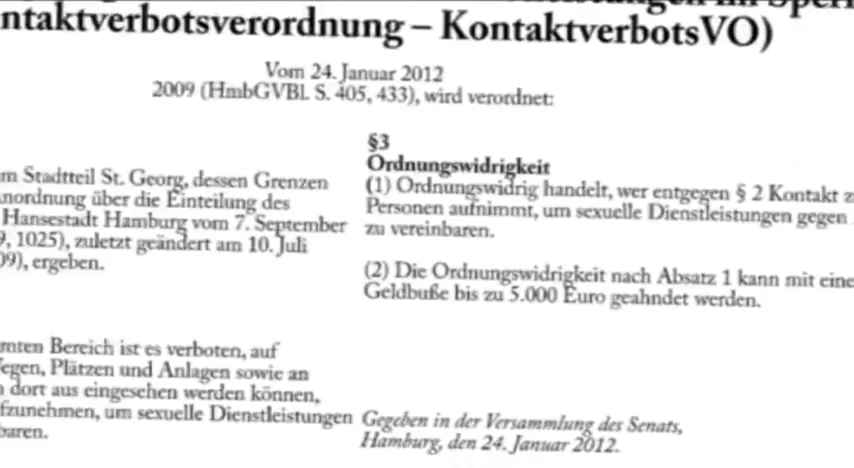 ntaktverbotsverordnung – KontaktverbotsVO)
Vom 24. Januar 2012
2009 (HmbGVBl. S. 405, 433), wird verordnet:
m Stadtteil St. Georg, dessen Grenzen
nordnung über die Einteilung des
Hansestadt Hamburg vom 7. September
9, 1025), zuletzt geändert am 10. Juli
09), ergeben.
mten Bereich ist es verboten, auf
egen, Plätzen und Anlagen sowie an
n dort aus eingesehen werden können,
fzunehmen, um sexuelle Dienstleistungen
baren.
§3
Ordnungswidrigkeit
(1) Ordnungswidrig handelt, wer entgegen § 2 Kontakt z
Personen aufnimmt, um sexuelle Dienstleistungen gegen
zu vereinbaren.
(2) Die Ordnungswidrigkeit nach Absatz 1 kann mit eine
Geldbuße bis zu 5.000 Euro geahndet werden.
Gegeben in der Versammlung des Senats,
Hamburg, den 24. Januar 2012.